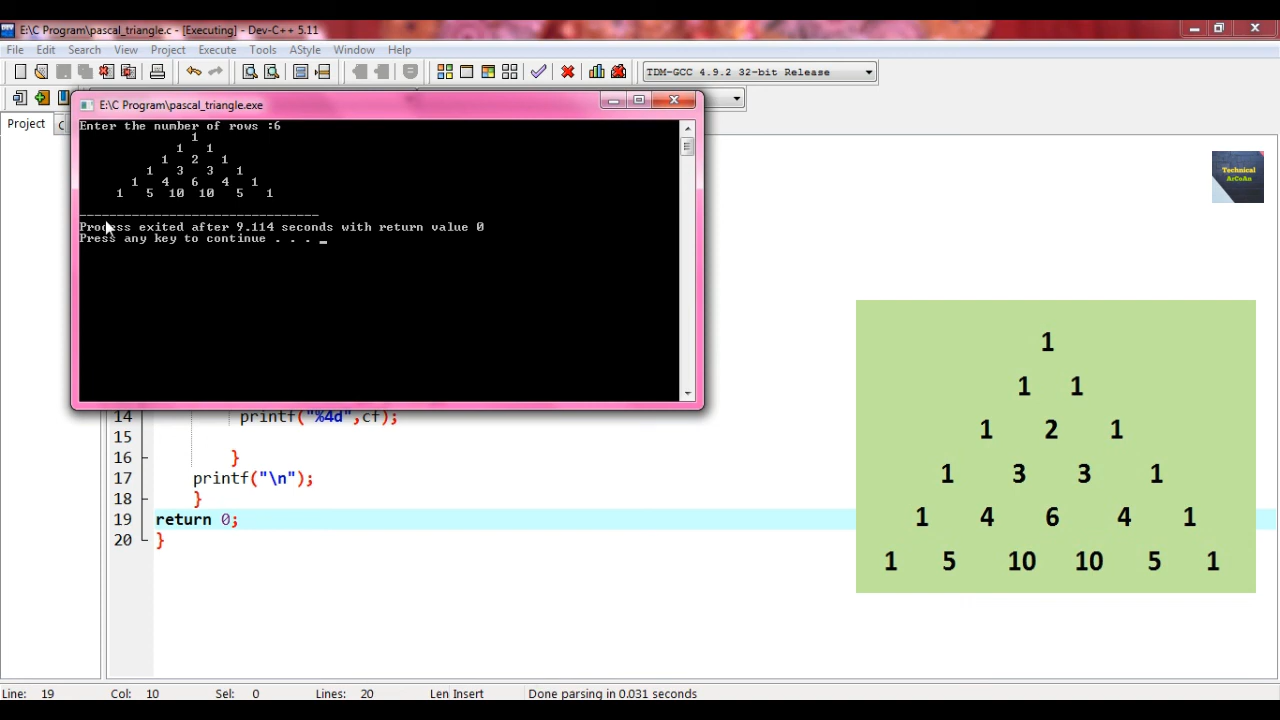 E:\C Program\pascal_triangle.c - [Executing] - Dev-C++ 5.11
File Edit Search View Project Execute Tools AStyle Window Help
TDM-GCC 4.9.2 32-bit Release
E:\C Program\pascal_triangle.exe
Project
Enter the number of rows :6
1
1 1
1 2 1
1 3 3 1
1 4 6 4 1
1 5 10 10 5 1
--------------------------------
Process exited after 9.114 seconds with return value 0
Press any key to continue . . . _
Technical
ArCoAn
1
1 1
1 2 1
1 3 3 1
1 4 6 4 1
1 5 10 10 5 1
14 printf("%4d",cf);
15
16 }
17 printf("\n");
18 }
19 return 0;
20 }
Line: 19 Col: 10 Sel: 0 Lines: 20 Len Insert Done parsing in 0.031 seconds